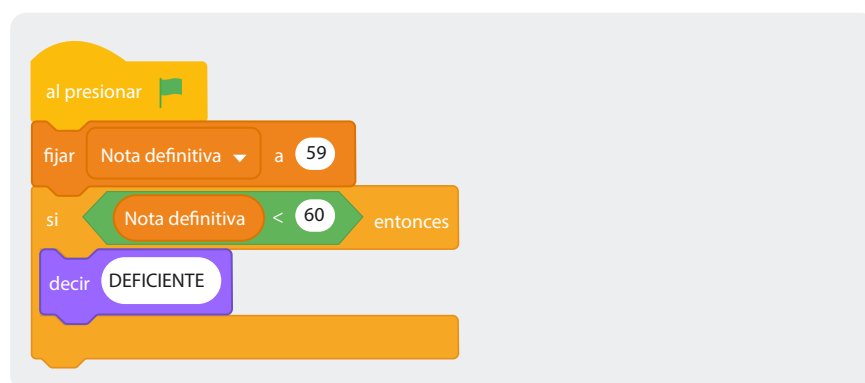 al presionar
fijar Nota definitiva a 59
si Nota definitiva < 60 entonces
decir DEFICIENTE